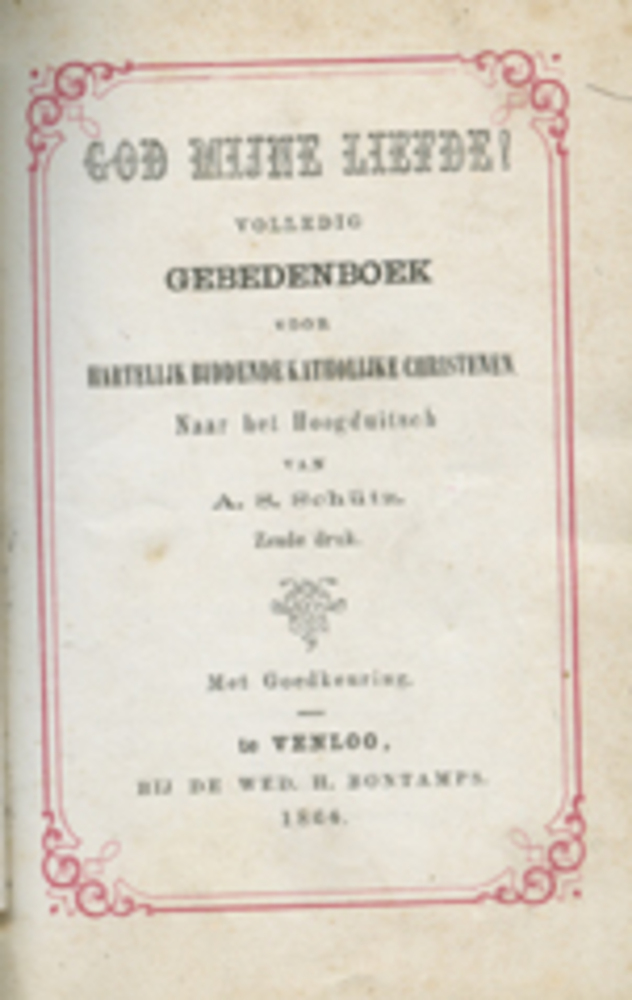 GOD MIJNE LIEFDE!
VOLLEDIG
GEBEDENBOEK
VOOR
HARTELIJK BIDDENDE KATHOLIJKE CHRISTENEN
Naar het Hoogduitsch
VAN
A. S. Schütz.
druk.
Met Goedkeuring.
te VENLOO,
BIJ DE WED. H. BONTAMPS.
1864.